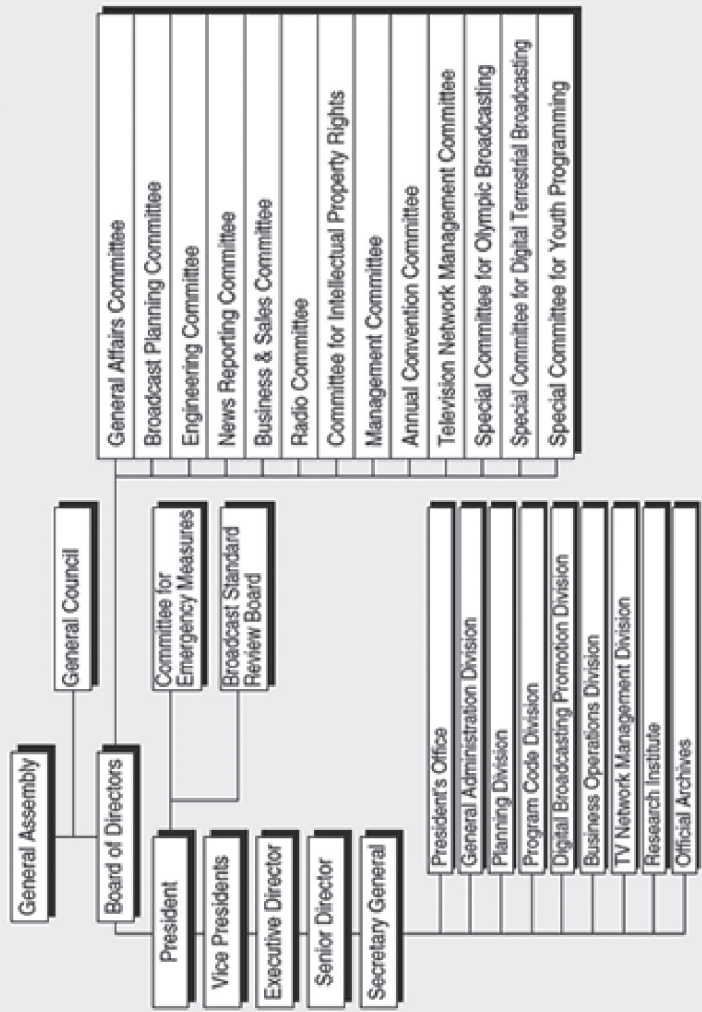 General Assembly
General Council
Board of Directors
President
Vice Presidents
Executive Director
Senior Director
Secretary General
Committee for
Emergency Measures
Broadcast Standard
Review Board
General Affairs Committee
Broadcast Planning Committee
Engineering Committee
News Reporting Committee
Business & Sales Committee
Radio Committee
Committee for Intellectual Property Rights
Management Committee
Annual Convention Committee
Television Network Management Committee
Special Committee for Olympic Broadcasting
Special Committee for Digital Terrestrial Broadcasting
Special Committee for Youth Programming
President's Office
General Administration Division
Planning Division
Program Code Division
Digital Broadcasting Promotion Division
Business Operations Division
TV Network Management Division
Research Institute
Official Archives